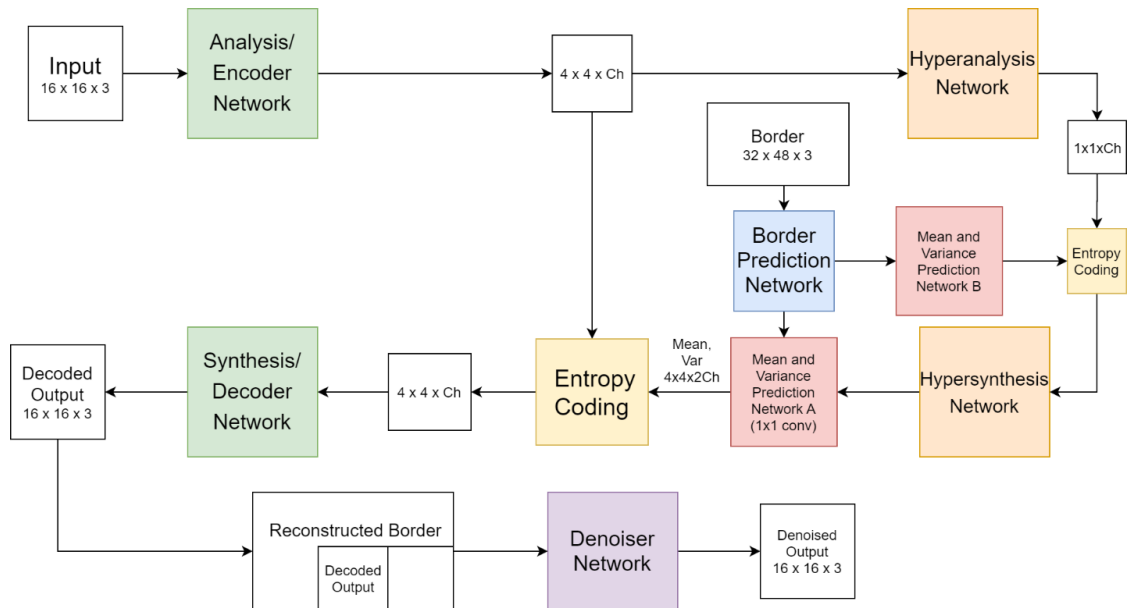 Input
16 x 16 x 3
Analysis/
Encoder
Network
4 x 4 x Ch
Hyperanalysis
Network
1x1xCh
Border
32 x 48 x 3
Border
Prediction
Network
Mean and
Variance
Prediction
Network B
Entropy
Coding
Decoded
Output
16 x 16 x 3
Synthesis/
Decoder
Network
4 x 4 x Ch
Entropy
Coding
Mean,
Var
4x4x2Ch
Mean and
Variance
Prediction
Network A
(1x1 conv)
Hypersynthesis
Network
Reconstructed Border
Decoded
Output
Denoiser
Network
Denoised
Output
16 x 16 x 3